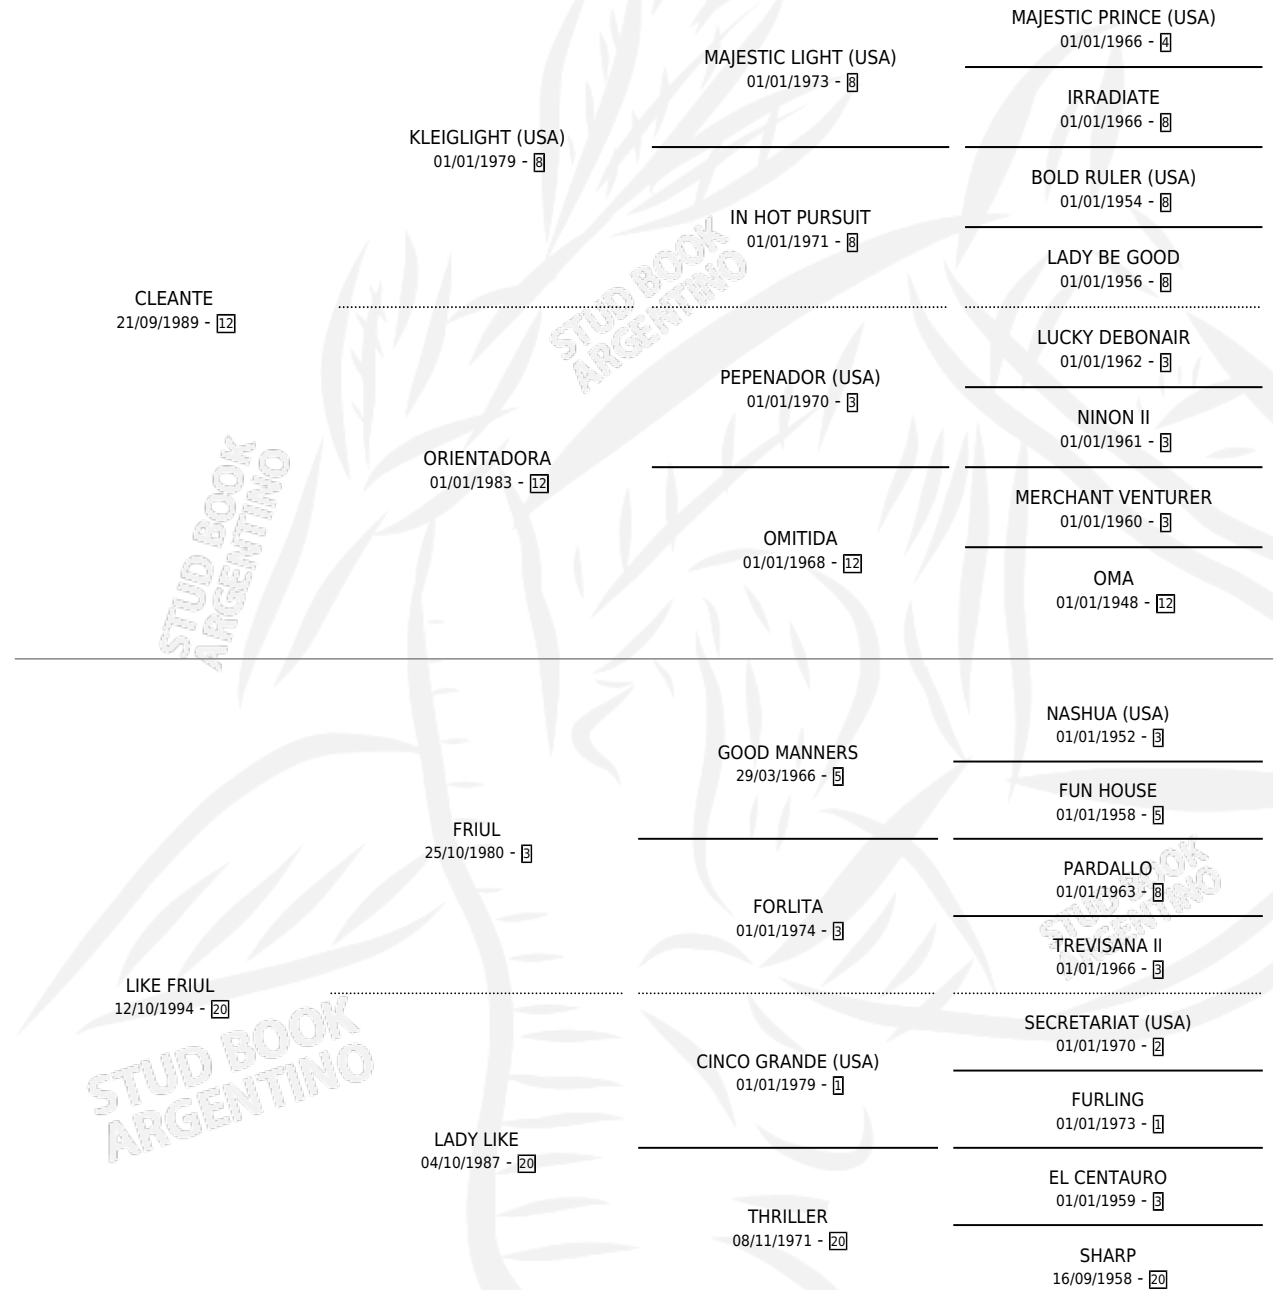 MAJESTIC PRINCE (USA)
01/01/1966 - 4
MAJESTIC LIGHT (USA)
01/01/1973 - 8
IRRADIATE
01/01/1966 - 8
KLEIGLIGHT (USA)
01/01/1979 - 8
BOLD RULER (USA)
01/01/1954 - 8
IN HOT PURSUIT
01/01/1971 - 8
LADY BE GOOD
01/01/1956 - 8
CLEANTE
21/09/1989 - 12
STUD BOOK
ARGENTINO
LUCKY DEBONAIR
01/01/1962 - 3
PEPENADOR (USA)
01/01/1970 - 3
NINON II
01/01/1961 - 3
ORIENTADORA
01/01/1983 - 12
MERCHANT VENTURER
01/01/1960 - 3
OMITIDA
01/01/1968 - 12
OMA
01/01/1948 - 12
STUD BOOK
ARGENTINO
NASHUA (USA)
01/01/1952 - 3
GOOD MANNERS
29/03/1966 - 5
FUN HOUSE
01/01/1958 - 5
FRIUL
25/10/1980 - 3
PARDALLO
01/01/1963 - 8
STUD BOOK
ARGENTINO
FORLITA
01/01/1974 - 3
TREVISANA II
01/01/1966 - 3
LIKE FRIUL
12/10/1994 - 20
STUD BOOK
ARGENTINO
SECRETARIAT (USA)
01/01/1970 - 2
CINCO GRANDE (USA)
01/01/1979 - 1
FURLING
01/01/1973 - 1
LADY LIKE
04/10/1987 - 20
EL CENTAURO
01/01/1959 - 3
THRILLER
08/11/1971 - 20
SHARP
16/09/1958 - 20